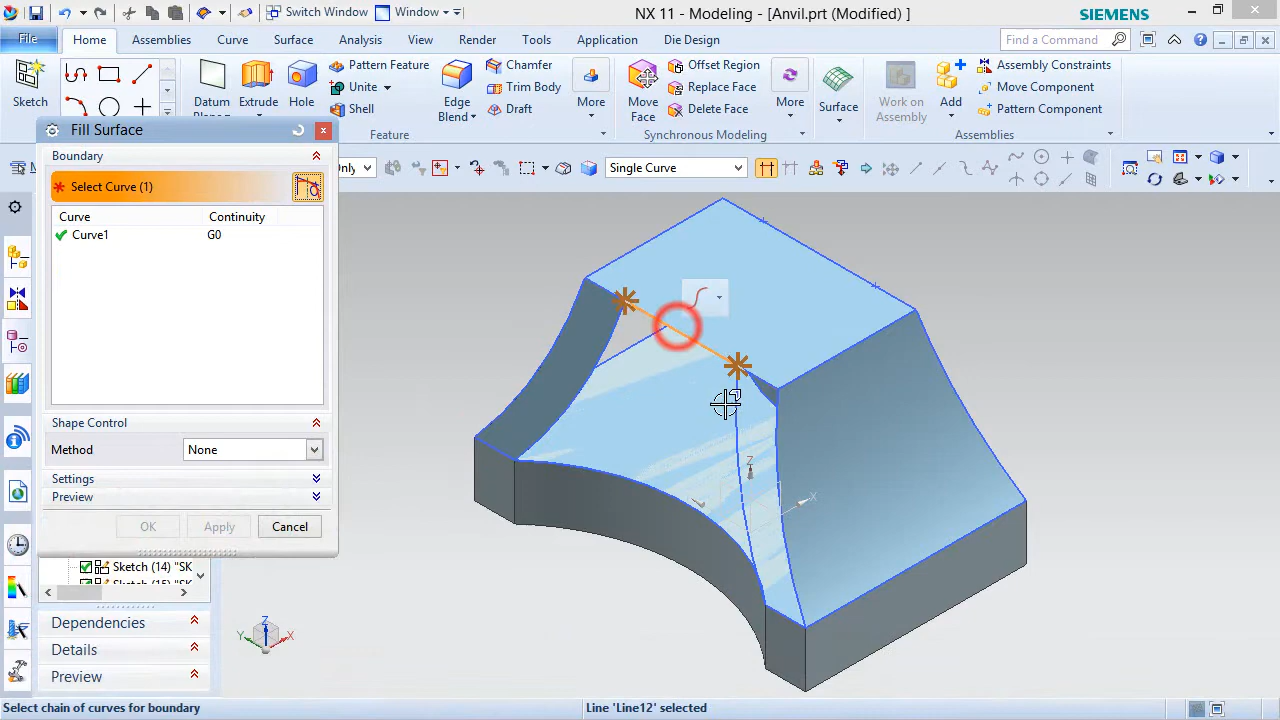 Switch Window Window NX 11 - Modeling - [Anvil.prt (Modified) ] SIEMENS
File Home Assemblies Curve Surface Analysis View Render Tools Application Die Design Find a Command
Sketch Datum Extrude Hole Pattern Feature Unite Shell Edge Blend Chamfer Trim Body Draft More Move Face Offset Region Replace Face Delete Face More Surface Work on Assembly Add Assembly Constraints Move Component Pattern Component
Feature Synchronous Modeling Assemblies
Only Single Curve
Fill Surface
Boundary
Select Curve (1)
Curve Continuity
Curve1 G0
Shape Control
Method None
Settings
Preview
OK Apply Cancel
Sketch (14) "SK
Sketch (15) "SK
Dependencies
Details
Preview
Z
X
Z
Y X
Select chain of curves for boundary Line 'Line12' selected